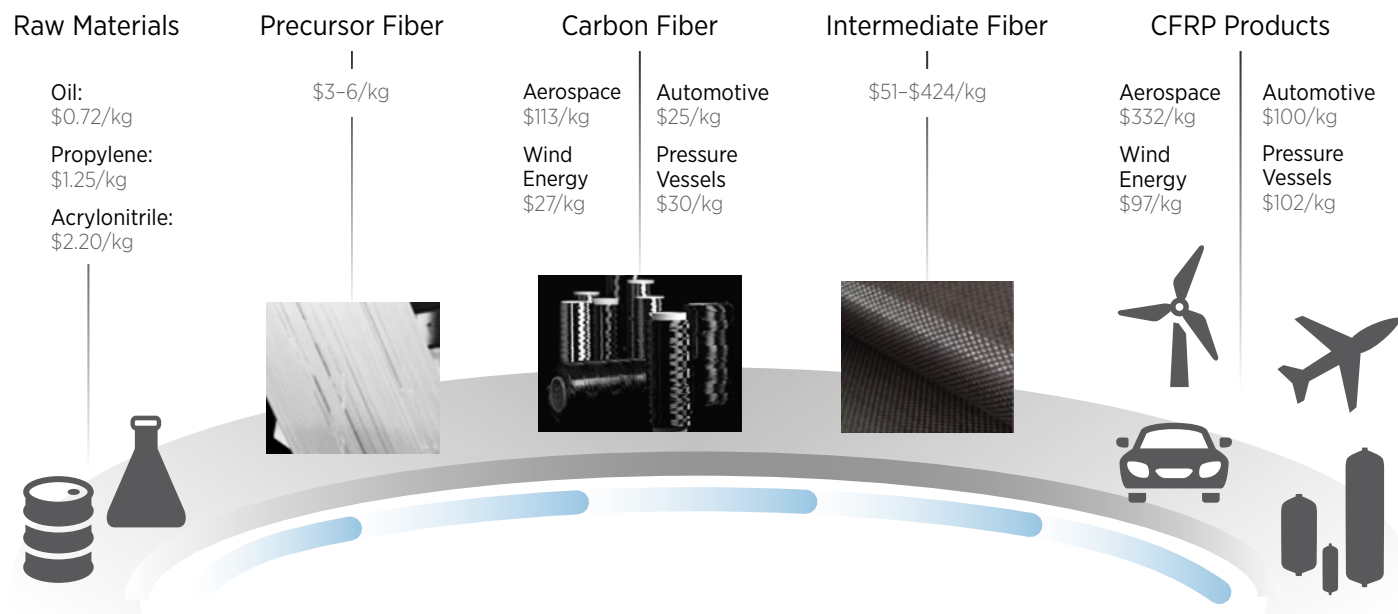 Raw Materials
Oil:
$0.72/kg
Propylene:
$1.25/kg
Acrylonitrile:
$2.20/kg
Precursor Fiber
$3–6/kg
Carbon Fiber
Aerospace
$113/kg
Automotive
$25/kg
Wind
Energy
$27/kg
Pressure
Vessels
$30/kg
Intermediate Fiber
$51–$424/kg
CFRP Products
Aerospace
$332/kg
Automotive
$100/kg
Wind
Energy
$97/kg
Pressure
Vessels
$102/kg